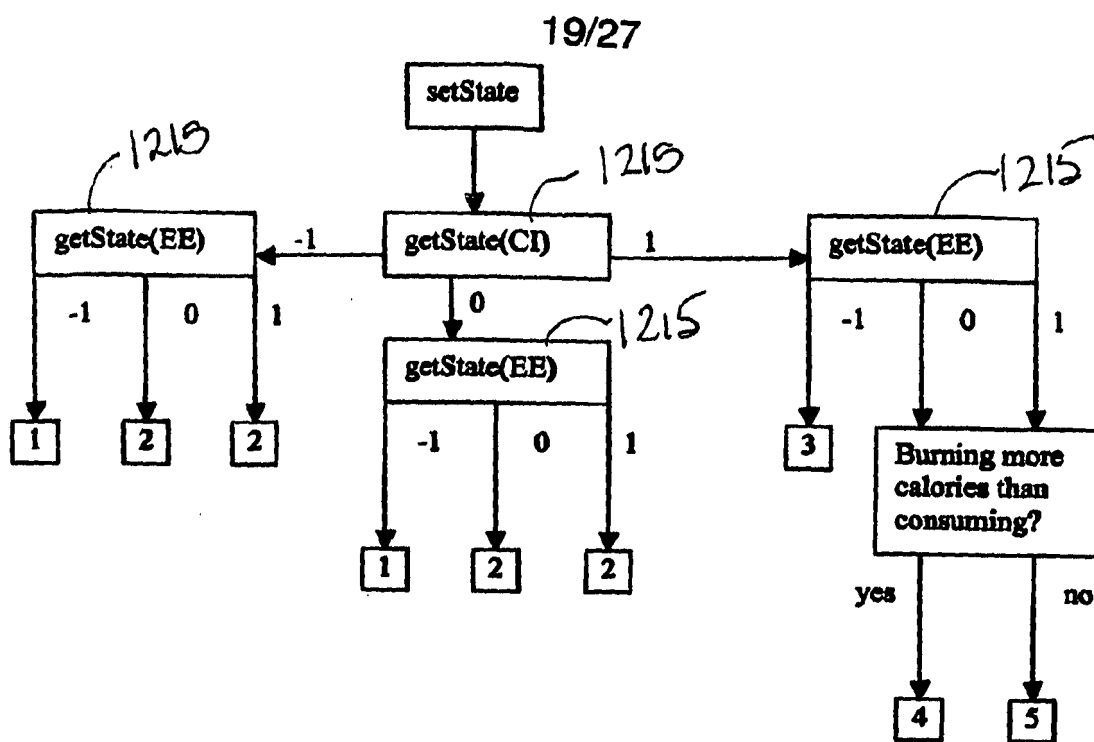 19/27
setState
1215
1215
1215
getState(EE)
-1
getState(CI)
1
getState(EE)
-1
0
1
0
1215
-1
0
1
getState(EE)
1
2
2
-1
0
1
3
Burning more
calories than
consuming?
1
2
2
yes
no
4
5